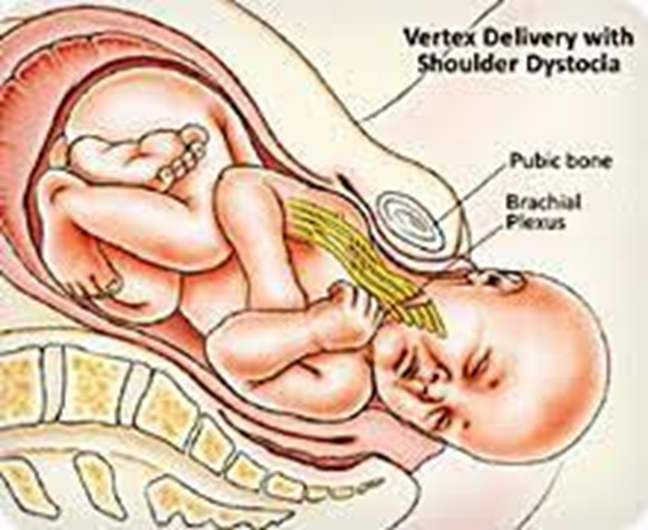 Vertex Delivery with
Shoulder Dystocia
Pubic bone
Brachial
Plexus